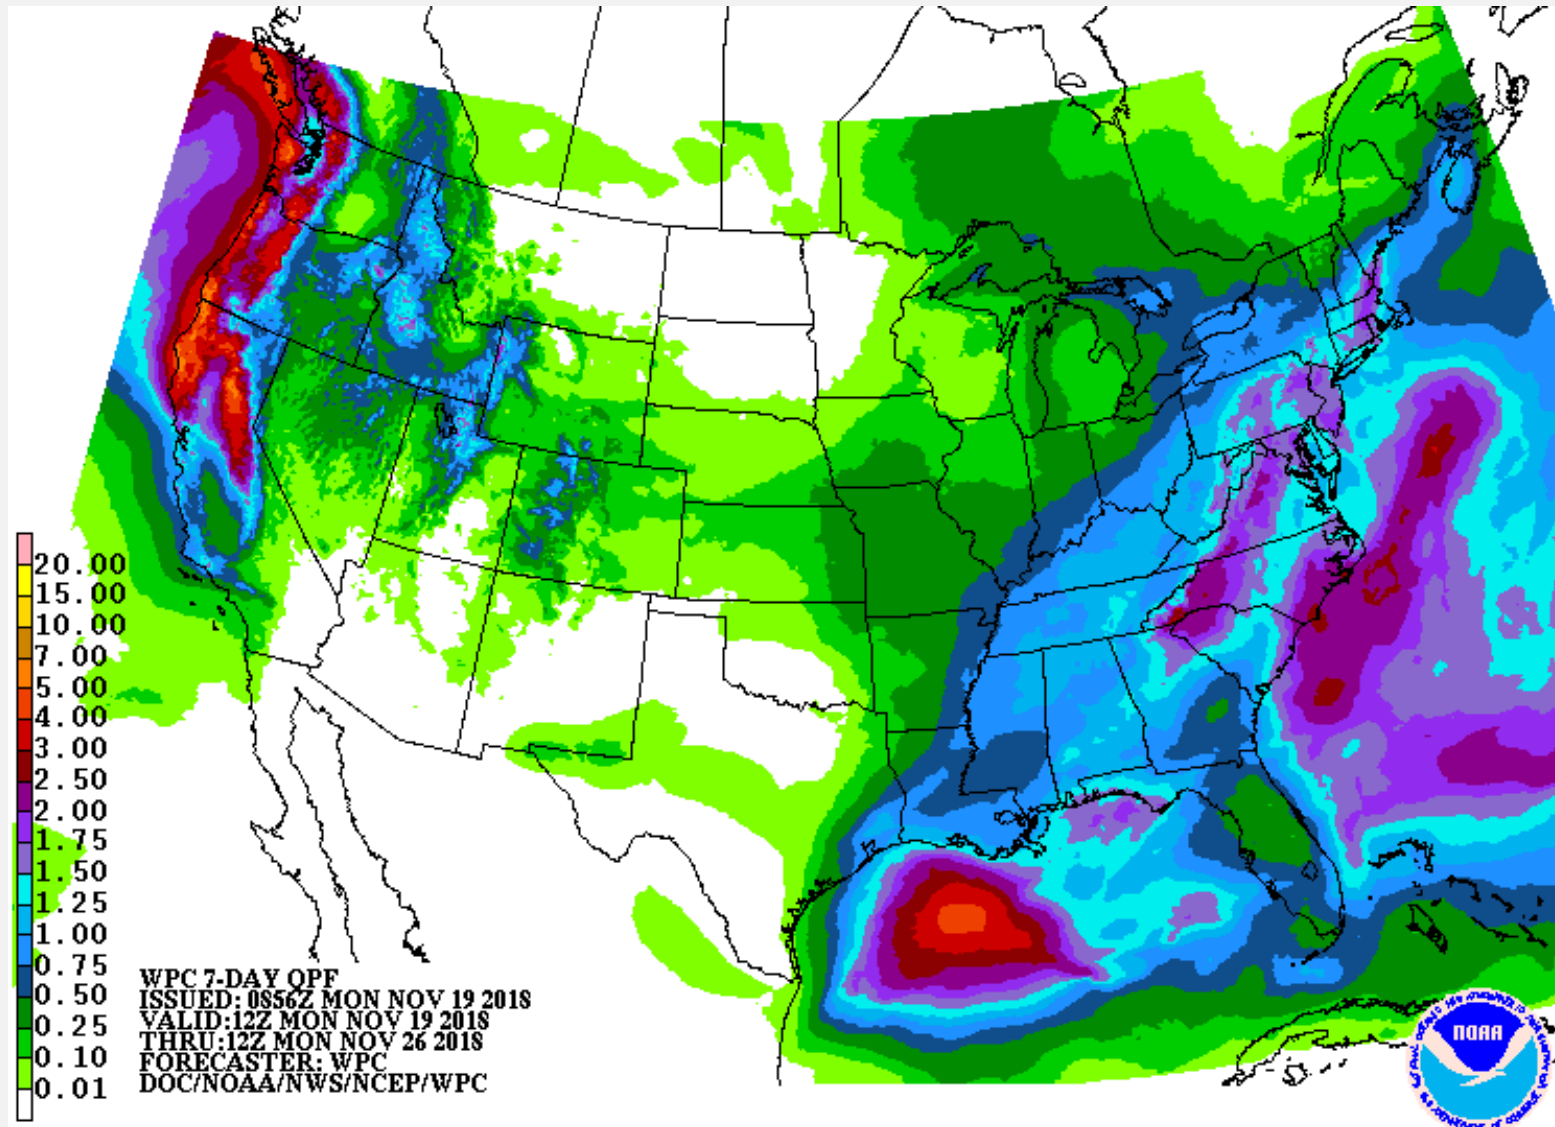 20.00
15.00
10.00
7.00
5.00
4.00
3.00
2.50
2.00
1.75
1.50
1.25
1.00
0.75
0.50
0.25
0.10
0.01
WPC 7-DAY QPF
ISSUED: 0856Z MON NOV 19 2018
VALID:12Z MON NOV 19 2018
THRU:12Z MON NOV 26 2018
FORECASTER: WPC
DOC/NOAA/NWS/NCEP/WPC
NOAA